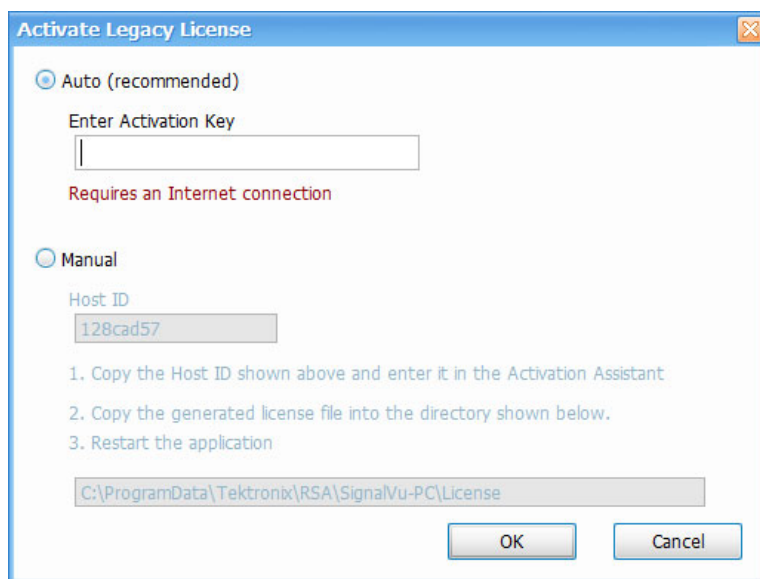 Activate Legacy License
Auto (recommended)
Enter Activation Key
Requires an Internet connection
Manual
Host ID
128cad57
1. Copy the Host ID shown above and enter it in the Activation Assistant
2. Copy the generated license file into the directory shown below.
3. Restart the application
C:\ProgramData\Tektronix\RSA\SignalVu-PC\License
OK Cancel